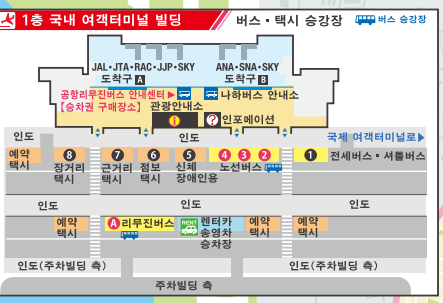 1층 국내 여객터미널 빌딩
버스・택시 승강장
버스 승강장
JAL・JTA・RAC・JJP・SKY
도착구 A
ANA・SNA・SKY
도착구 B
공항리무진버스 안내센터▶
【승차권 구매장소】
나하버스 안내소
관광안내소
i
? 인포메이션
인도
인도
국제 여객터미널로▶
예약
택시
8
장거리
택시
7
근거리
택시
6
점보
택시
5
신체
장애인용
4 3 2
노선버스
1
전세버스・셔틀버스
인도
인도
인도
예약
택시
A 리무진버스
RENT
렌터카
송영차
승차장
예약
택시
예약
택시
인도(주차빌딩 측)
인도(주차빌딩 측)
주차빌딩 측